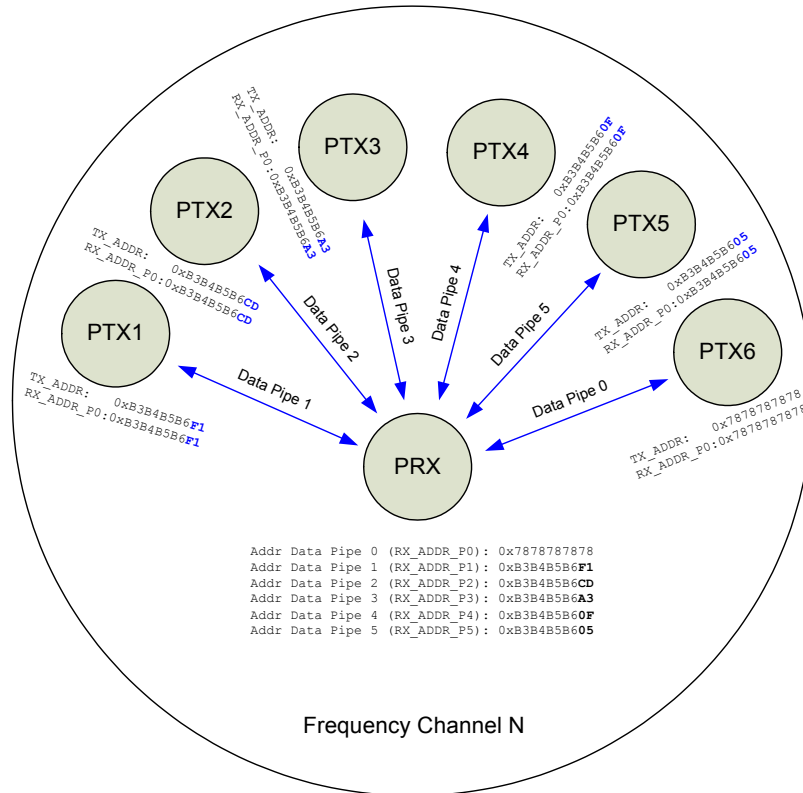 PTX3
PTX4
TX_ADDR: 0xB3B4B5B6A3
RX_ADDR_P0:0xB3B4B5B6A3
TX_ADDR: 0xB3B4B5B60F
RX_ADDR_P0:0xB3B4B5B60F
PTX2
PTX5
TX_ADDR: 0xB3B4B5B6CD
RX_ADDR_P0:0xB3B4B5B6CD
TX_ADDR: 0xB3B4B5B605
RX_ADDR_P0:0xB3B4B5B605
PTX1
PTX6
Data Pipe 1
Data Pipe 2
Data Pipe 3
Data Pipe 4
Data Pipe 5
Data Pipe 0
TX_ADDR: 0xB3B4B5B6F1
RX_ADDR_P0:0xB3B4B5B6F1
TX_ADDR: 0x7878787878
RX_ADDR_P0:0x7878787878
PRX
Addr Data Pipe 0 (RX_ADDR_P0): 0x7878787878
Addr Data Pipe 1 (RX_ADDR_P1): 0xB3B4B5B6F1
Addr Data Pipe 2 (RX_ADDR_P2): 0xB3B4B5B6CD
Addr Data Pipe 3 (RX_ADDR_P3): 0xB3B4B5B6A3
Addr Data Pipe 4 (RX_ADDR_P4): 0xB3B4B5B60F
Addr Data Pipe 5 (RX_ADDR_P5): 0xB3B4B5B605
Frequency Channel N